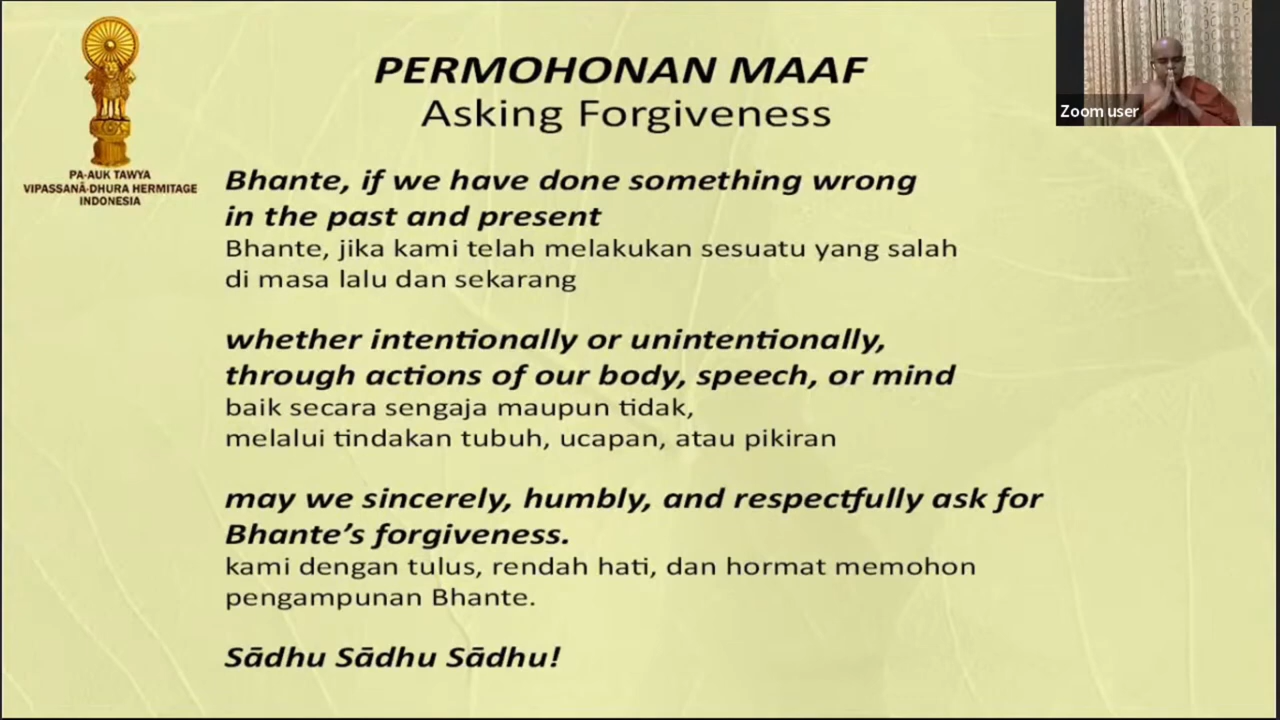 PERMOHONAN MAAF
Asking Forgiveness
Zoom user
PA-AUK TAWYA
VIPASSANĀ-DHURA HERMITAGE
INDONESIA
Bhante, if we have done something wrong
in the past and present
Bhante, jika kami telah melakukan sesuatu yang salah
di masa lalu dan sekarang
whether intentionally or unintentionally,
through actions of our body, speech, or mind
baik secara sengaja maupun tidak,
melalui tindakan tubuh, ucapan, atau pikiran
may we sincerely, humbly, and respectfully ask for
Bhante’s forgiveness.
kami dengan tulus, rendah hati, dan hormat memohon
pengampunan Bhante.
Sādhu Sādhu Sādhu!